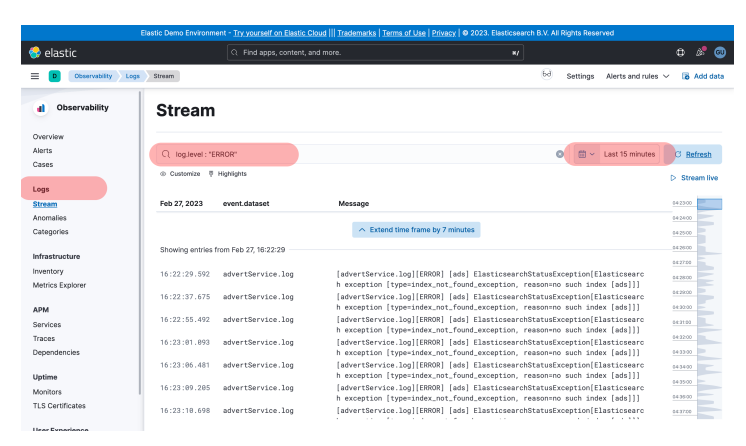 Elastic Demo Environment - Try yourself on Elastic Cloud ||| Trademarks | Terms of Use | Privacy | © 2023. Elasticsearch B.V. All Rights Reserved
elastic
Find apps, content, and more.
⌘/
GU
D
Observability
Logs
Stream
Settings
Alerts and rules
Add data
Observability
Overview
Alerts
Cases
Logs
Stream
Anomalies
Categories
Infrastructure
Inventory
Metrics Explorer
APM
Services
Traces
Dependencies
Uptime
Monitors
TLS Certificates
User Experience
Stream
log.level : "ERROR"
Last 15 minutes
Refresh
Customize
Highlights
Stream live
Feb 27, 2023 event.dataset Message
Extend time frame by 7 minutes
Showing entries from Feb 27, 16:22:29
16:22:29.592 advertService.log [advertService.log][ERROR] [ads] ElasticsearchStatusException[Elasticsearc
h exception [type=index_not_found_exception, reason=no such index [ads]]]
16:22:37.675 advertService.log [advertService.log][ERROR] [ads] ElasticsearchStatusException[Elasticsearc
h exception [type=index_not_found_exception, reason=no such index [ads]]]
16:22:55.492 advertService.log [advertService.log][ERROR] [ads] ElasticsearchStatusException[Elasticsearc
h exception [type=index_not_found_exception, reason=no such index [ads]]]
16:23:01.093 advertService.log [advertService.log][ERROR] [ads] ElasticsearchStatusException[Elasticsearc
h exception [type=index_not_found_exception, reason=no such index [ads]]]
16:23:06.481 advertService.log [advertService.log][ERROR] [ads] ElasticsearchStatusException[Elasticsearc
h exception [type=index_not_found_exception, reason=no such index [ads]]]
16:23:09.205 advertService.log [advertService.log][ERROR] [ads] ElasticsearchStatusException[Elasticsearc
h exception [type=index_not_found_exception, reason=no such index [ads]]]
16:23:10.698 advertService.log [advertService.log][ERROR] [ads] ElasticsearchStatusException[Elasticsearc
04:23:00
04:24:00
04:25:00
04:26:00
04:27:00
04:28:00
04:29:00
04:30:00
04:31:00
04:32:00
04:33:00
04:34:00
04:35:00
04:36:00
04:37:00